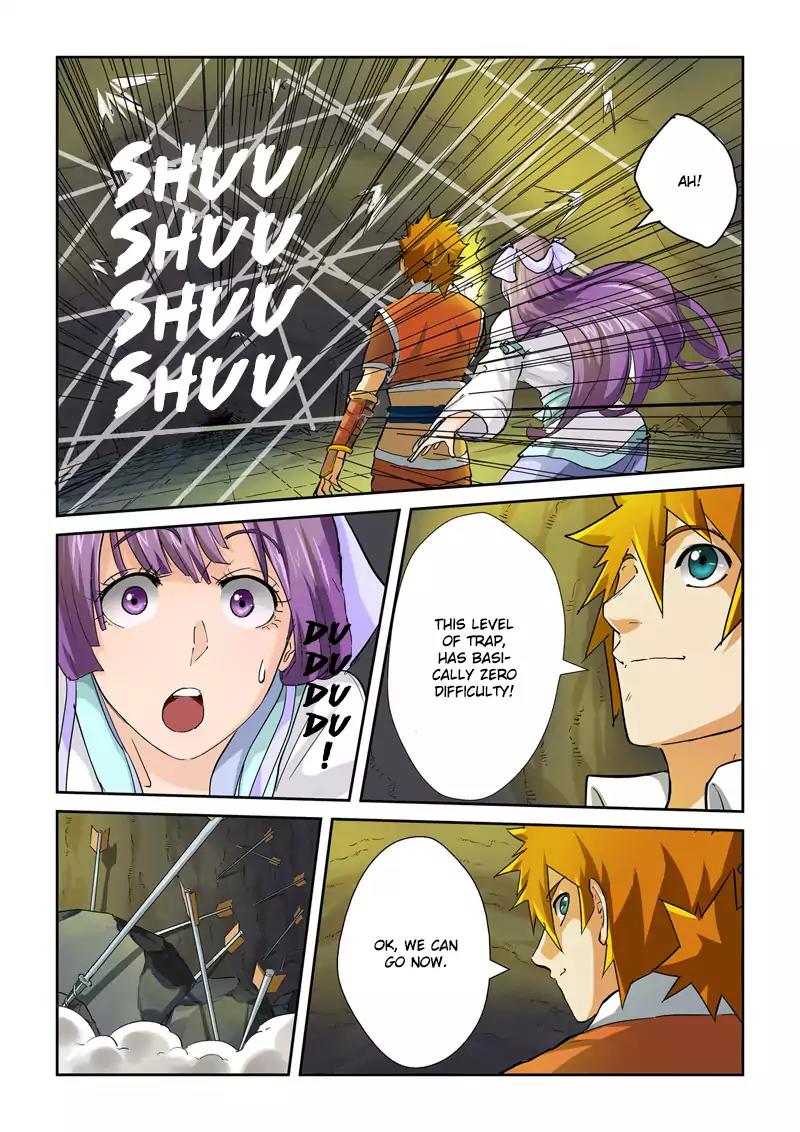 SHUU
SHUU
SHUU
SHUU
AH!
DU
DU
DU
DU!
THIS LEVEL
OF TRAP,
HAS BASI-
CALLY ZERO
DIFFICULTY!
OK, WE CAN
GO NOW.